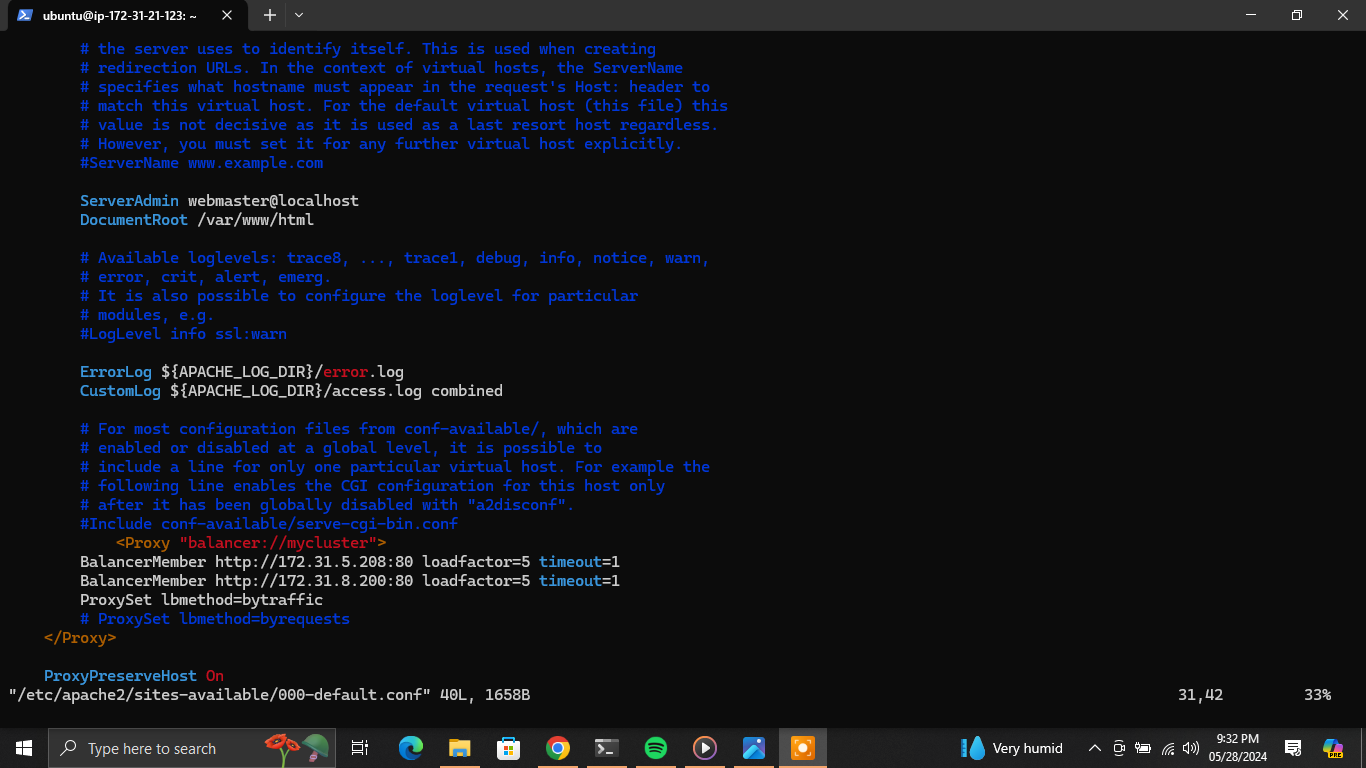 ubuntu@ip-172-31-21-123: ~
# the server uses to identify itself. This is used when creating
# redirection URLs. In the context of virtual hosts, the ServerName
# specifies what hostname must appear in the request's Host: header to
# match this virtual host. For the default virtual host (this file) this
# value is not decisive as it is used as a last resort host regardless.
# However, you must set it for any further virtual host explicitly.
#ServerName www.example.com
ServerAdmin webmaster@localhost
DocumentRoot /var/www/html
# Available loglevels: trace8, ..., trace1, debug, info, notice, warn,
# error, crit, alert, emerg.
# It is also possible to configure the loglevel for particular
# modules, e.g.
#LogLevel info ssl:warn
ErrorLog ${APACHE_LOG_DIR}/error.log
CustomLog ${APACHE_LOG_DIR}/access.log combined
# For most configuration files from conf-available/, which are
# enabled or disabled at a global level, it is possible to
# include a line for only one particular virtual host. For example the
# following line enables the CGI configuration for this host only
# after it has been globally disabled with "a2disconf".
#Include conf-available/serve-cgi-bin.conf
<Proxy "balancer://mycluster">
BalancerMember http://172.31.5.208:80 loadfactor=5 timeout=1
BalancerMember http://172.31.8.200:80 loadfactor=5 timeout=1
ProxySet lbmethod=bytraffic
# ProxySet lbmethod=byrequests
</Proxy>
ProxyPreserveHost On
"/etc/apache2/sites-available/000-default.conf" 40L, 1658B 31,42 33%
Type here to search
Very humid
9:32 PM
05/28/2024
PRE